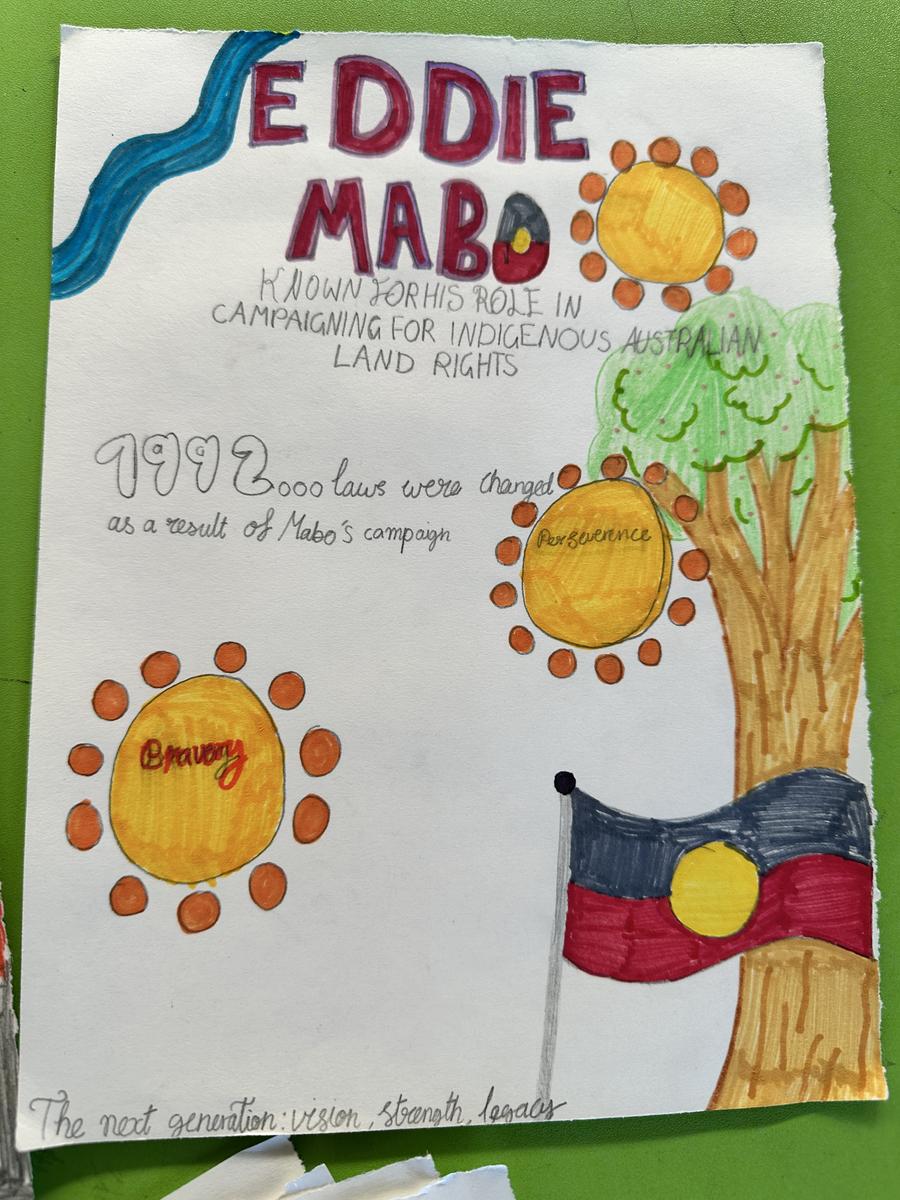 EDDIE
MABO
KNOWN FOR HIS ROLE IN
CAMPAIGNING FOR INDIGENOUS AUSTRALIAN
LAND RIGHTS
1992... laws were changed
as a result of Mabo's campaign
Perseverence
Bravery
The next generation: vision, strength, legacy